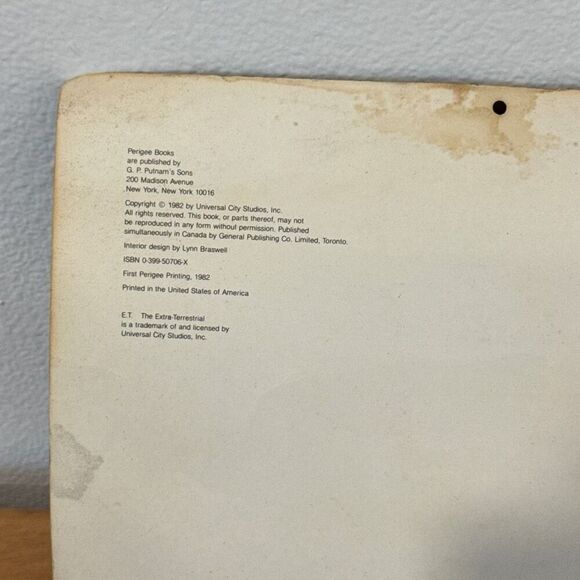 Perigee Books
are published by
G. P. Putnam's Sons
200 Madison Avenue
New York, New York 10016
Copyright © 1982 by Universal City Studios, Inc.
All rights reserved. This book, or parts thereof, may not
be reproduced in any form without permission. Published
simultaneously in Canada by General Publishing Co. Limited, Toronto.
Interior design by Lynn Braswell
ISBN 0-399-50706-X
First Perigee Printing, 1982
Printed in the United States of America
E.T. The Extra-Terrestrial
is a trademark of and licensed by
Universal City Studios, Inc.